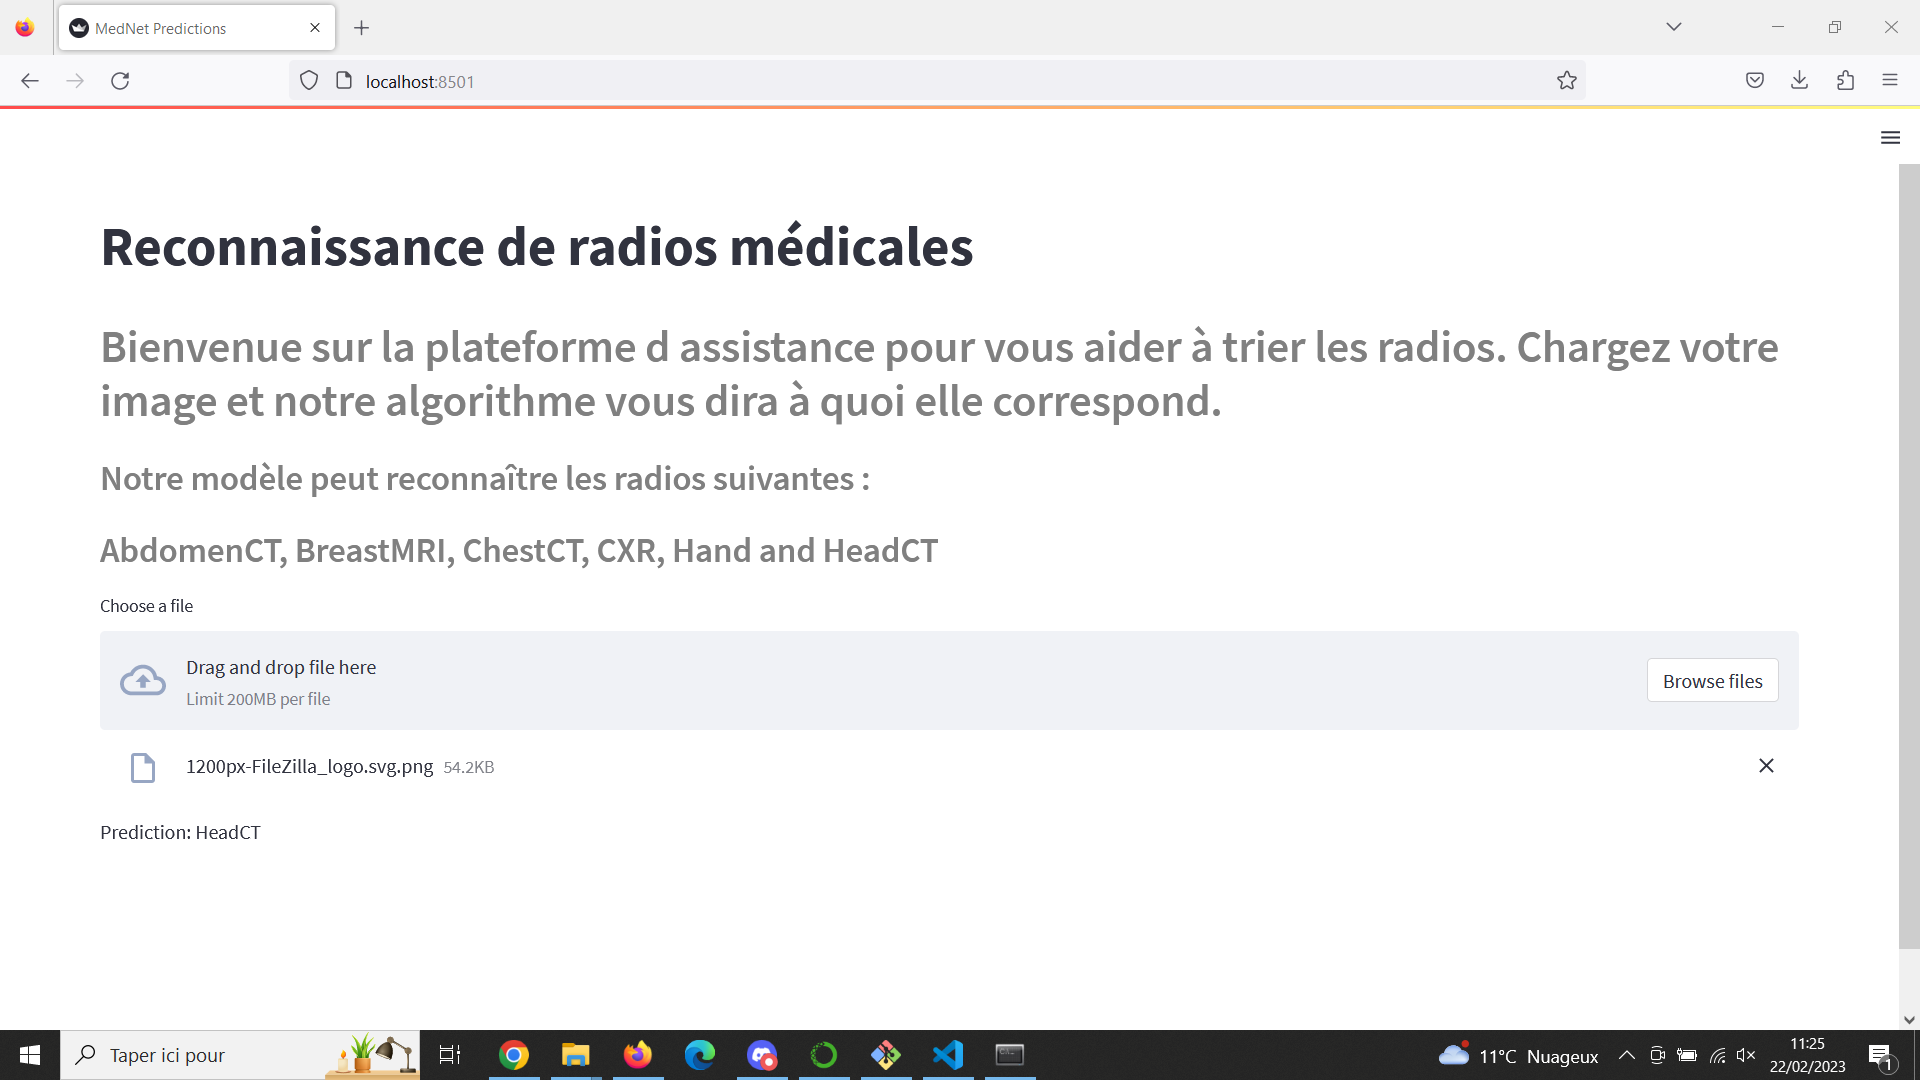 MedNet Predictions
localhost:8501
Reconnaissance de radios médicales
Bienvenue sur la plateforme d assistance pour vous aider à trier les radios. Chargez votre
image et notre algorithme vous dira à quoi elle correspond.
Notre modèle peut reconnaître les radios suivantes :
AbdomenCT, BreastMRI, ChestCT, CXR, Hand and HeadCT
Choose a file
Drag and drop file here
Limit 200MB per file
Browse files
1200px-FileZilla_logo.svg.png 54.2KB
Prediction: HeadCT
Taper ici pour
11°C Nuageux
11:25
22/02/2023
1